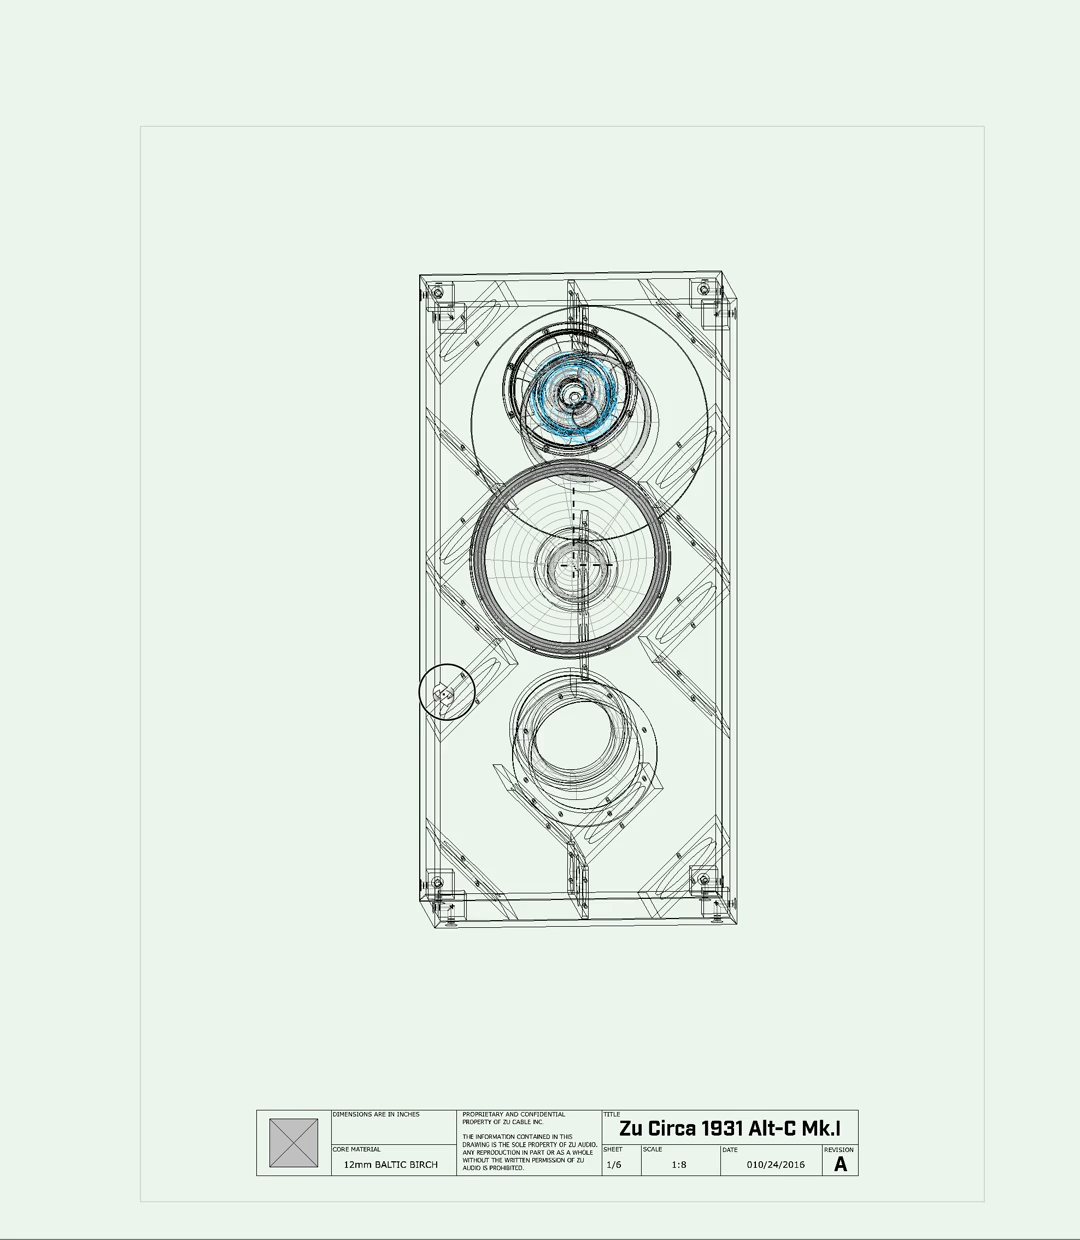 DIMENSIONS ARE IN INCHES
CORE MATERIAL
12mm BALTIC BIRCH
PROPRIETARY AND CONFIDENTIAL
PROPERTY OF ZU CABLE INC.
THE INFORMATION CONTAINED IN THIS
DRAWING IS THE SOLE PROPERTY OF ZU AUDIO.
ANY REPRODUCTION IN PART OR AS A WHOLE
WITHOUT THE WRITTEN PERMISSION OF ZU
AUDIO IS PROHIBITED.
TITLE
Zu Circa 1931 Alt-C Mk.I
SHEET
1/6
SCALE
1:8
DATE
010/24/2016
REVISION
A